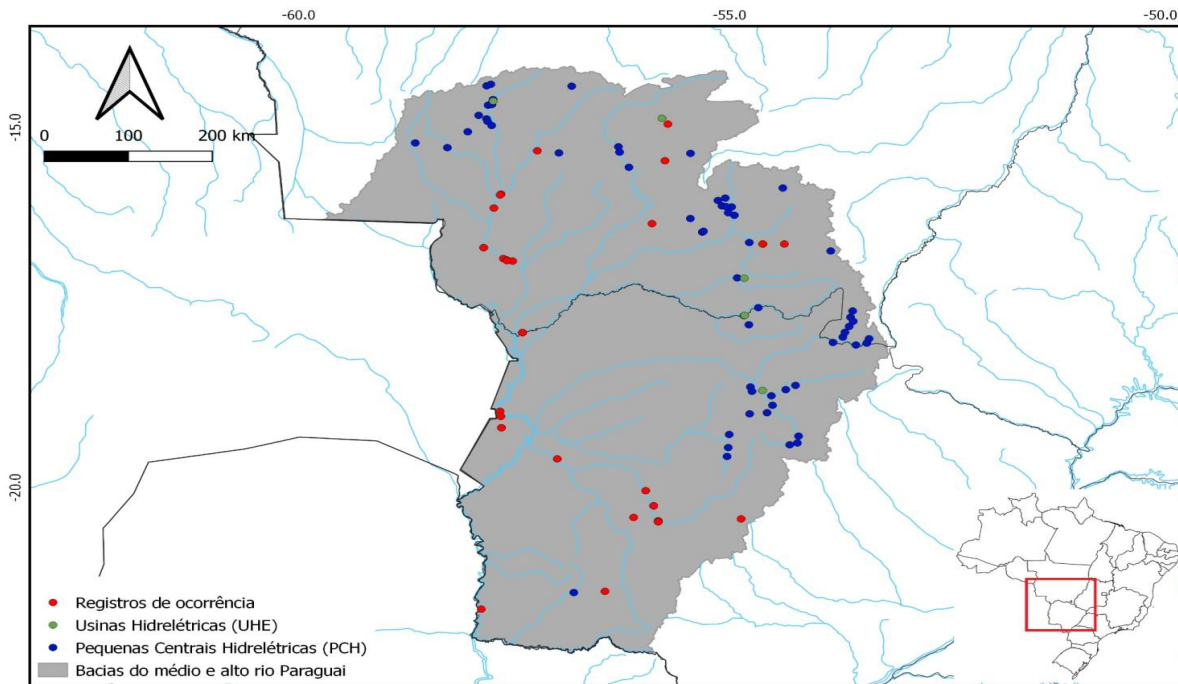 -60.0 -55.0 -50.0
-15.0
0 100 200 km
-20.0
Registros de ocorrência
Usinas Hidrelétricas (UHE)
Pequenas Centrais Hidrelétricas (PCH)
Bacias do médio e alto rio Paraguai